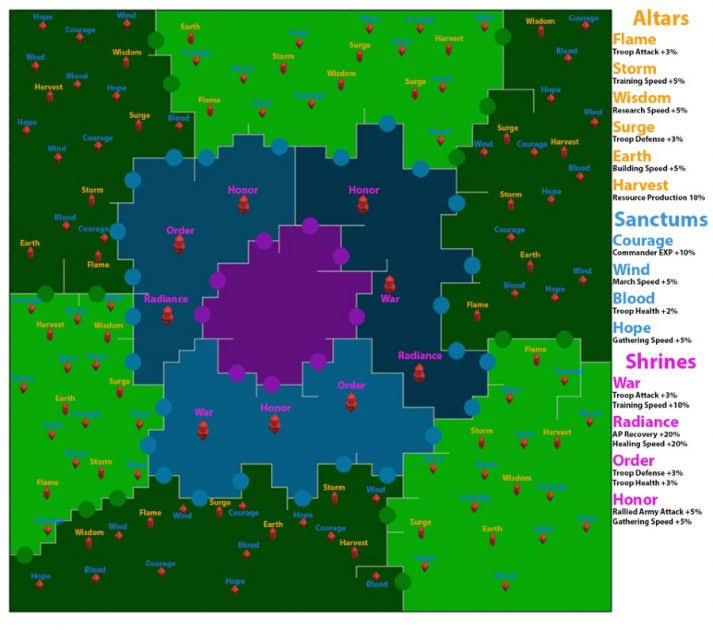 Hope
Wind
Courage
Earth
Wisdom
Courage
Surge
Harvest
Wind
Storm
Wisdom
Blood
Blood
Harvest
Hope
Wisdom
Surge
Hope
Flame
Wind
Surge
Blood
Hope
Wind
Courage
Surge
Wind
Courage
Harvest
Blood
Honor
Honor
Storm
Storm
Hope
Blood
Courage
Order
Courage
Earth
Flame
Earth
Wind
Radiance
War
Blood
Hope
Flame
Harvest
Wisdom
Radiance
Flame
Surge
Order
Earth
War
Honor
Storm
Harvest
Storm
Wisdom
Flame
Storm
Wind
Wind
Surge
Courage
Flame
Hope
Earth
Courage
Surge
Earth
Wisdom
Wind
Harvest
Blood
Courage
Hope
Blood
Hope
Blood
Altars
Flame
Troop Attack +3%
Storm
Training Speed +5%
Wisdom
Research Speed +5%
Surge
Troop Defense +3%
Earth
Building Speed +5%
Harvest
Resource Production 10%
Sanctums
Courage
Commander EXP +10%
Wind
March Speed +5%
Blood
Troop Health +2%
Hope
Gathering Speed +5%
Shrines
War
Troop Attack +3%
Training Speed +10%
Radiance
AP Recovery +20%
Healing Speed +20%
Order
Troop Defense +3%
Troop Health +3%
Honor
Rallied Army Attack +5%
Gathering Speed +5%